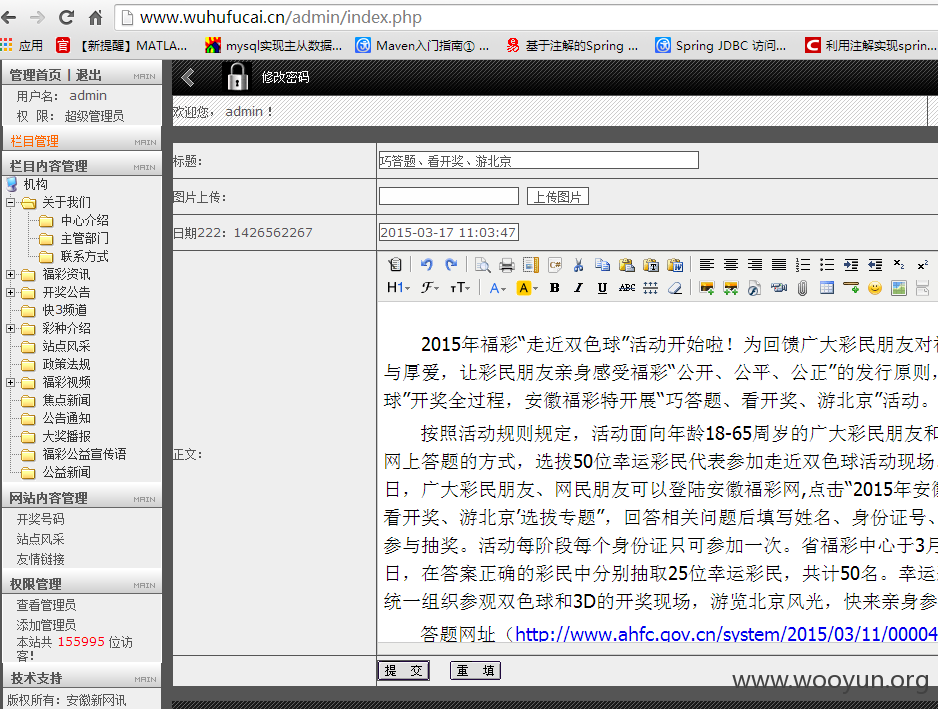 www.wuhufucai.cn/admin/index.php
应用 【新提醒】MATLA... mysql实现主从数据... Maven入门指南① ... 基于注解的Spring ... Spring JDBC 访问... 利用注解实现sprin...
管理首页 | 退出 MAIN
用户名： admin
权 限： 超级管理员
栏目管理 MAIN
栏目内容管理 MAIN
机构
关于我们
中心介绍
主管部门
联系方式
福彩资讯
开奖公告
快3频道
彩种介绍
站点风采
政策法规
福彩视频
焦点新闻
公告通知
大奖播报
福彩公益宣传语
公益新闻
网站内容管理 MAIN
开奖号码
站点风采
友情链接
权限管理 MAIN
查看管理员
添加管理员
本站共 155995 位访
客!
技术支持 MAIN
版权所有：安徽新网讯
修改密码
欢迎您， admin！
标题： 巧答题、看开奖、游北京
图片上传： 上传图片
日期222：1426562267 2015-03-17 11:03:47
正文：
2015年福彩“走近双色球”活动开始啦！为回馈广大彩民朋友对福
与厚爱，让彩民朋友亲身感受福彩“公开、公平、公正”的发行原则，
球”开奖全过程，安徽福彩特开展“巧答题、看开奖、游北京”活动。
按照活动规则规定，活动面向年龄18-65周岁的广大彩民朋友和
网上答题的方式，选拔50位幸运彩民代表参加走近双色球活动现场
日，广大彩民朋友、网民朋友可以登陆安徽福彩网,点击“2015年安徽
看开奖、游北京’选拔专题”，回答相关问题后填写姓名、身份证号、
参与抽奖。活动每阶段每个身份证只可参加一次。省福彩中心于3月
日，在答案正确的彩民中分别抽取25位幸运彩民，共计50名。幸运
统一组织参观双色球和3D的开奖现场，游览北京风光，快来亲身参
答题网址（http://www.ahfc.gov.cn/system/2015/03/11/00004
提 交 重 填
www.wooyun.org